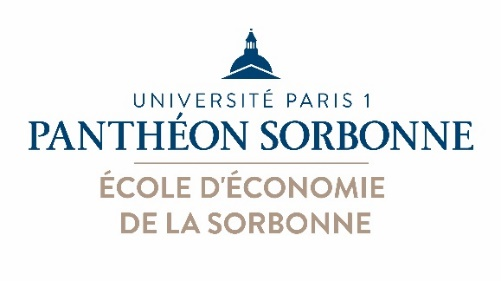 UNIVERSITÉ PARIS 1
PANTHÉON SORBONNE
ÉCOLE D'ÉCONOMIE
DE LA SORBONNE